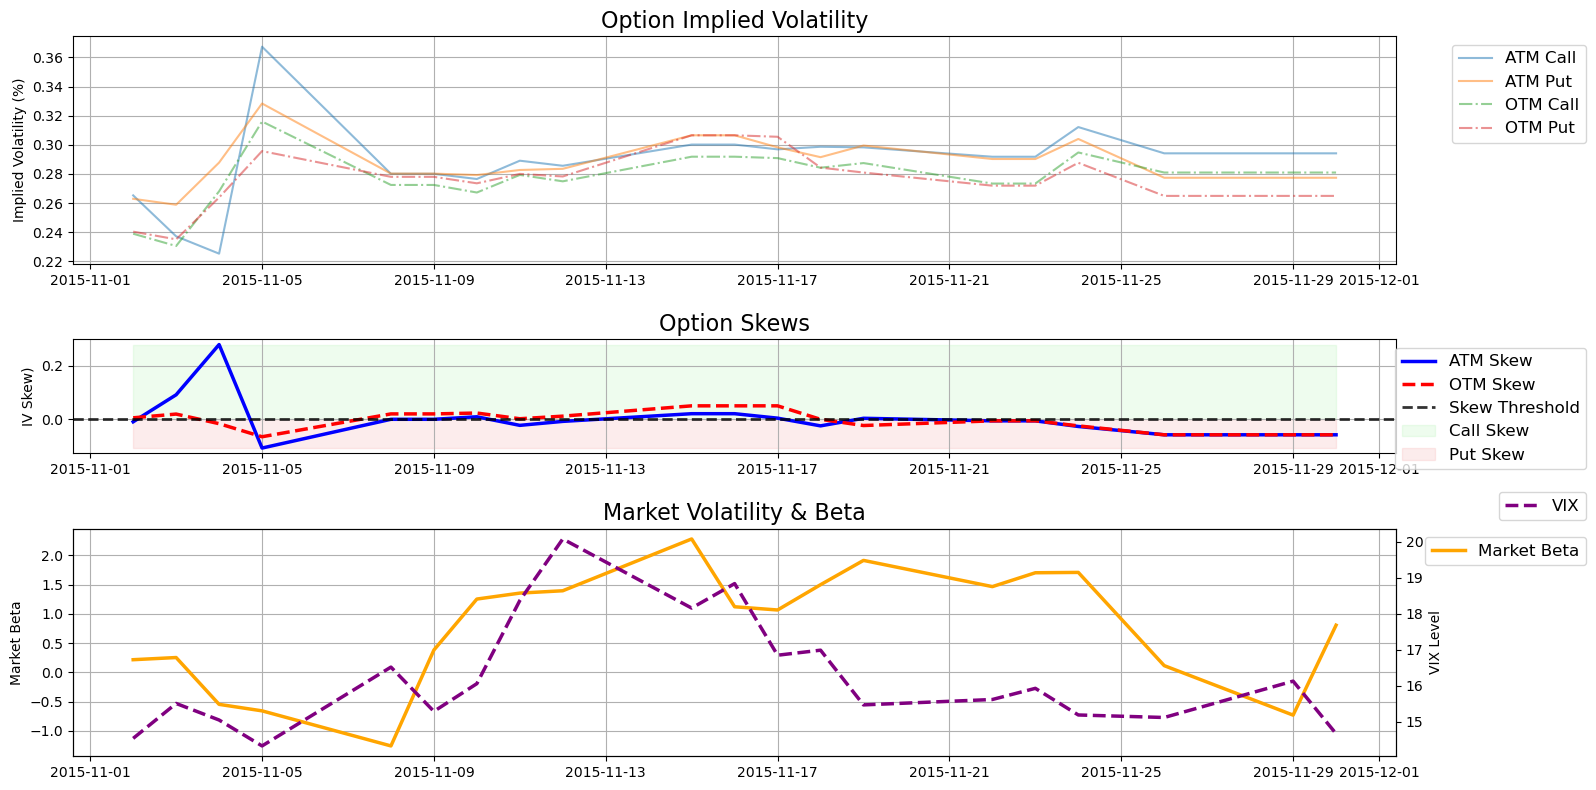 Option Implied Volatility
Implied Volatility (%)
0.36
0.34
0.32
0.30
0.28
0.26
0.24
0.22
2015-11-01 2015-11-05 2015-11-09 2015-11-13 2015-11-17 2015-11-21 2015-11-25 2015-11-29 2015-12-01
ATM Call
ATM Put
OTM Call
OTM Put
Option Skews
IV Skew)
0.2
0.0
2015-11-01 2015-11-05 2015-11-09 2015-11-13 2015-11-17 2015-11-21 2015-11-25 2015-11-29 2015-12-01
ATM Skew
OTM Skew
Skew Threshold
Call Skew
Put Skew
Market Volatility & Beta
VIX
Market Beta
Market Beta
2.0
1.5
1.0
0.5
0.0
−0.5
−1.0
20
19
18
17
16
15
VIX Level
2015-11-01 2015-11-05 2015-11-09 2015-11-13 2015-11-17 2015-11-21 2015-11-25 2015-11-29 2015-12-01